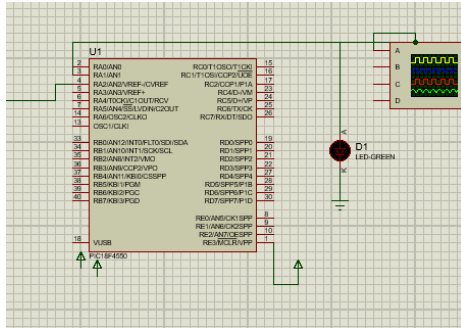 U1
A
B
C
D
2 RA0/AN0 RC0/T1OSO/T1CKI 15
3 RA1/AN1 RC1/T1OSI/CCP2/UOE 16
4 RA2/AN2/VREF-/CVREF RC2/CCP1/P1A 17
5 RA3/AN3/VREF+ RC4/D-/VM 23
6 RA4/T0CKI/C1OUT/RCV RC5/D+/VP 24
7 RA5/AN4/SS/LVDIN/C2OUT RC6/TX/CK 25
14 RA6/OSC2/CLKO RC7/RX/DT/SDO 26
13 OSC1/CLKI
A
D1
LED-GREEN
K
33 RB0/AN12/INT0/FLT0/SDI/SDA RD0/SPP0 19
34 RB1/AN10/INT1/SCK/SCL RD1/SPP1 20
35 RB2/AN8/INT2/VMO RD2/SPP2 21
36 RB3/AN9/CCP2/VPO RD3/SPP3 22
37 RB4/AN11/KBI0/CSSPP RD4/SPP4 27
38 RB5/KBI1/PGM RD5/SPP5/P1B 28
39 RB6/KBI2/PGC RD6/SPP6/P1C 29
40 RB7/KBI3/PGD RD7/SPP7/P1D 30
RE0/AN5/CK1SPP 8
RE1/AN6/CK2SPP 9
RE2/AN7/OESPP 10
18 VUSB RE3/MCLR/VPP 1
PIC18F4550